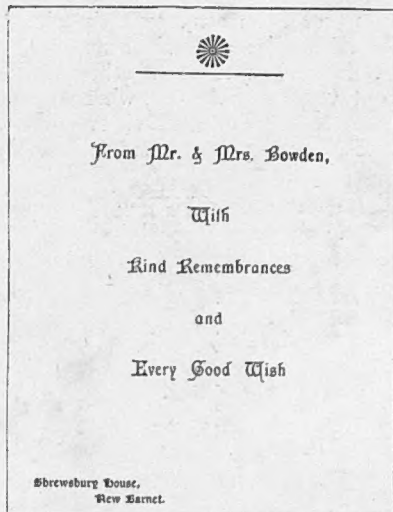 From Mr. & Mrs. Bowden,
With
Kind Remembrances
and
Every Good Wish
Shrewsbury House,
New Barnet.